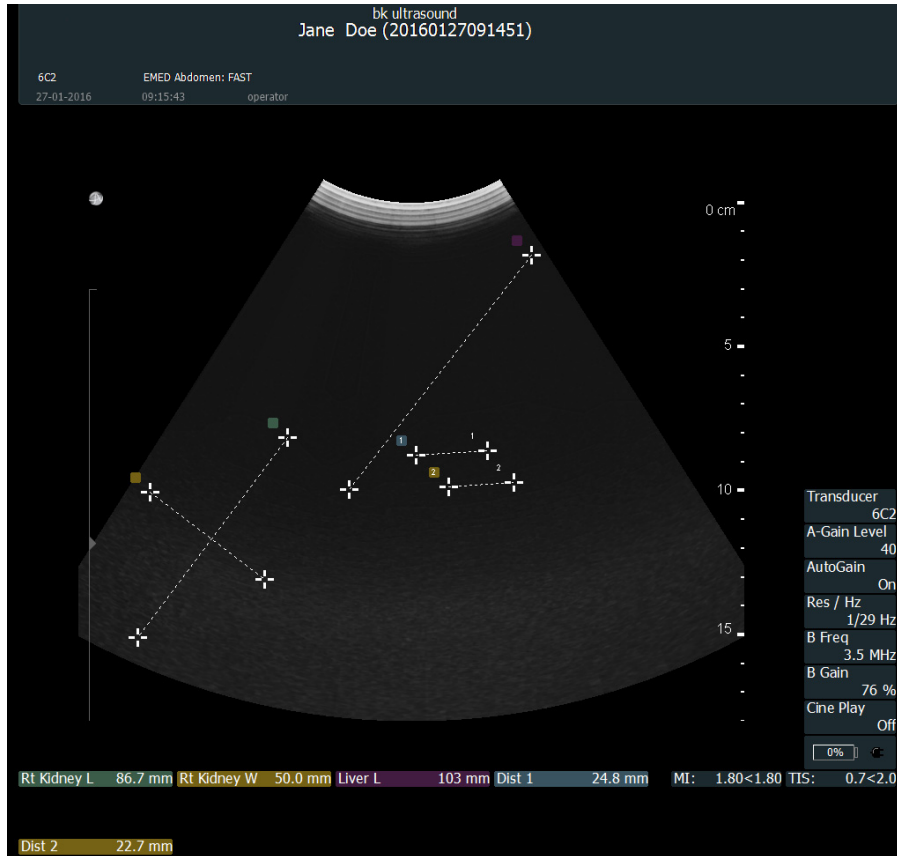 bk ultrasound
Jane Doe (20160127091451)
6C2 EMED Abdomen: FAST
27-01-2016 09:15:43 operator
0 cm
5
1
1
2
2
10
15
Transducer
6C2
A-Gain Level
40
AutoGain
On
Res / Hz
1/29 Hz
B Freq
3.5 MHz
B Gain
76 %
Cine Play
Off
0%
Rt Kidney L 86.7 mm Rt Kidney W 50.0 mm Liver L 103 mm Dist 1 24.8 mm MI: 1.80<1.80 TIS: 0.7<2.0
Dist 2 22.7 mm